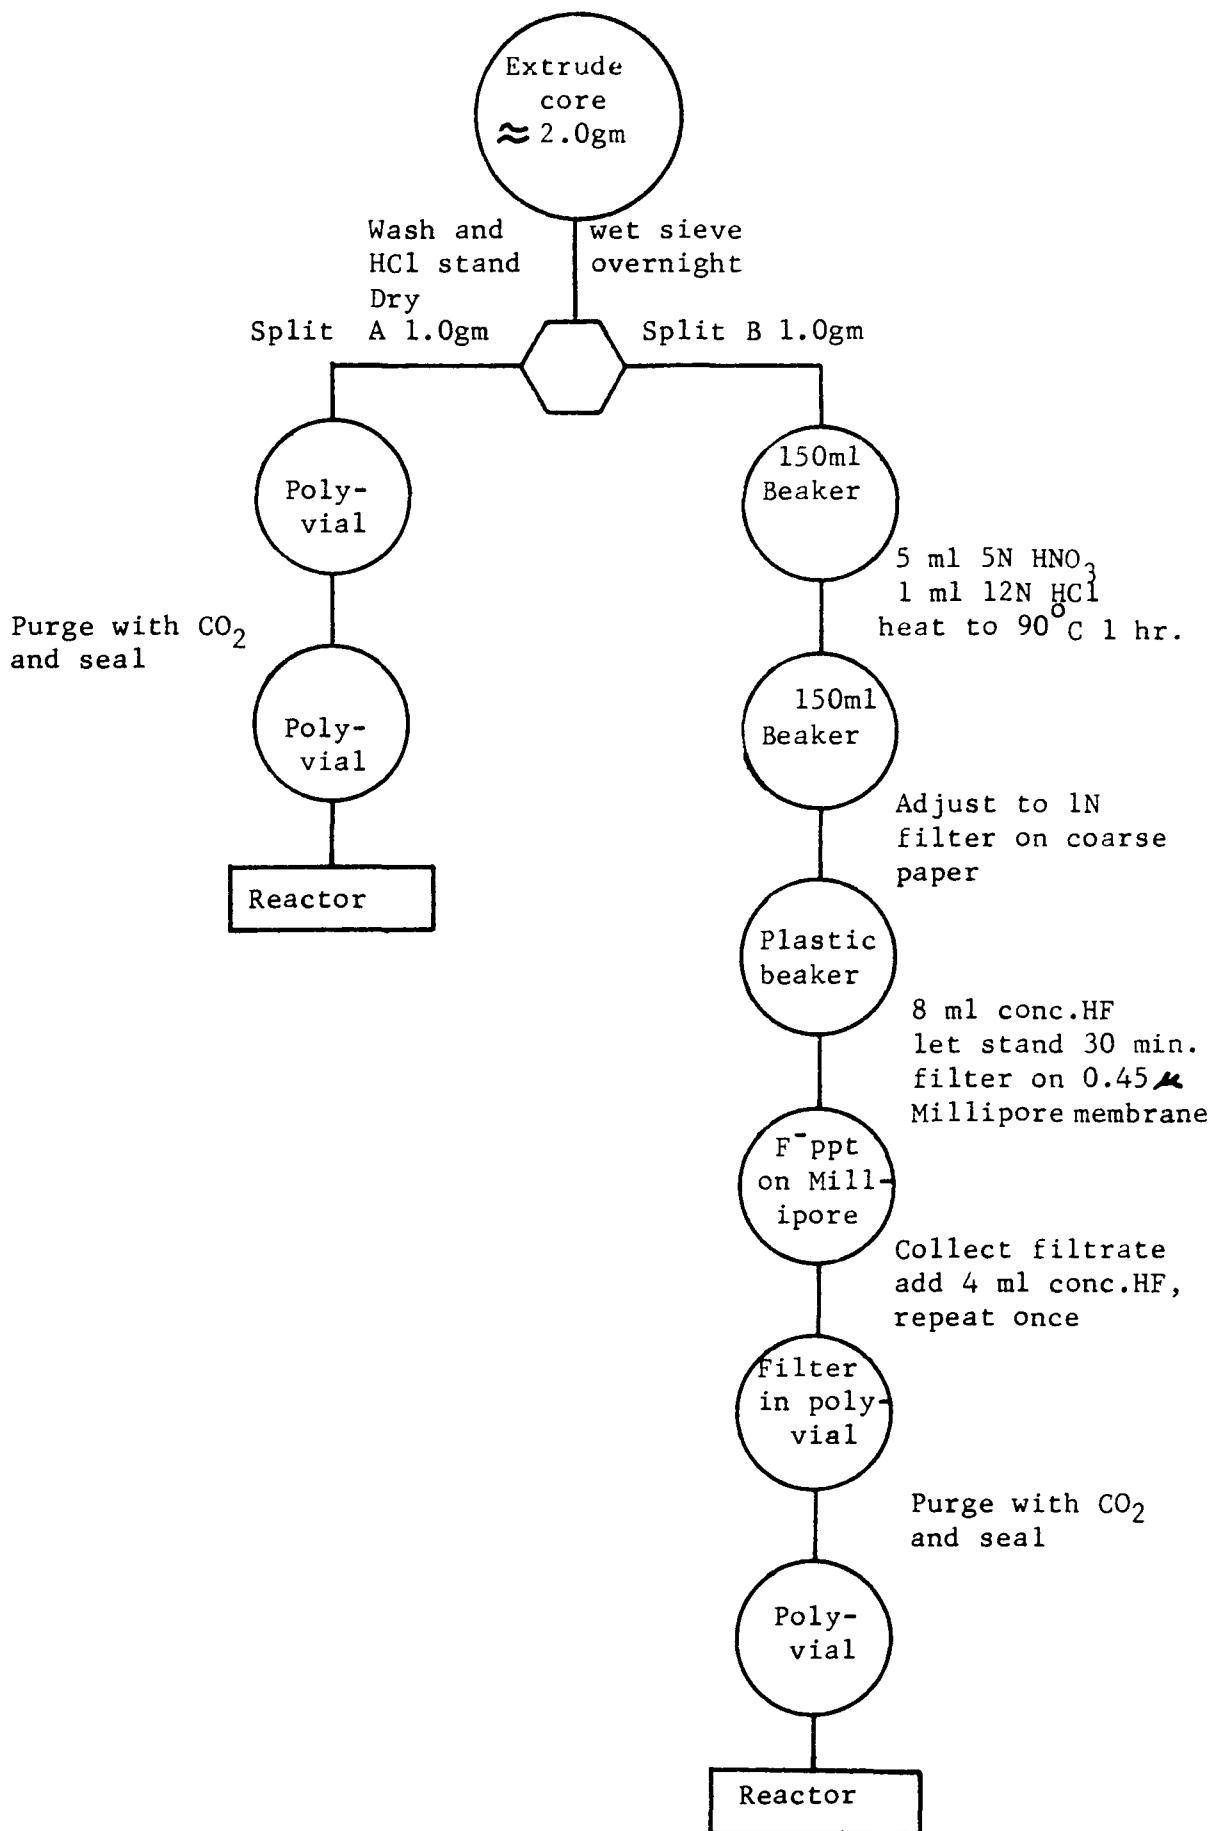 Extrude
core
≈ 2.0gm
Wash and wet sieve
HCl stand overnight
Dry
Split A 1.0gm
Split B 1.0gm
Poly-
vial
Purge with CO2
and seal
Poly-
vial
Reactor
150ml
Beaker
5 ml 5N HNO3
1 ml 12N HCl
heat to 90°C 1 hr.
150ml
Beaker
Adjust to 1N
filter on coarse
paper
Plastic
beaker
8 ml conc.HF
let stand 30 min.
filter on 0.45μ
Millipore membrane
F⁻ppt
on Mill-
ipore
Collect filtrate
add 4 ml conc.HF,
repeat once
Filter
in poly-
vial
Purge with CO2
and seal
Poly-
vial
Reactor